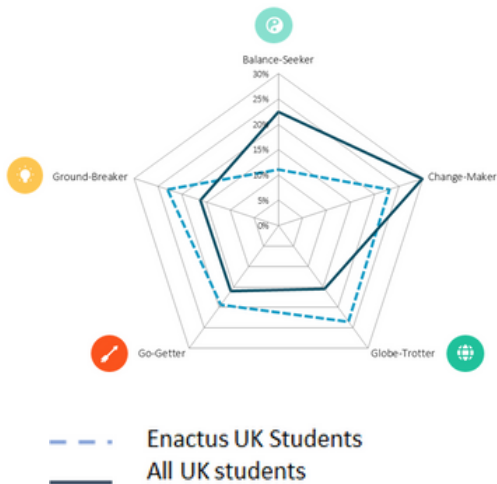 Balance-Seeker
30%
25%
20%
15%
10%
5%
0%
Ground-Breaker
Change-Maker
Go-Getter
Globe-Trotter
Enactus UK Students
All UK students